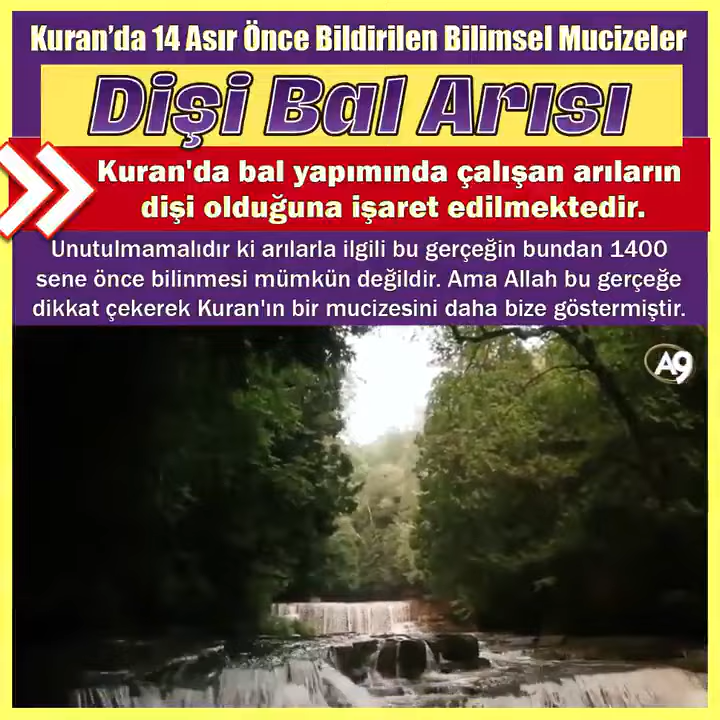 Kuran'da 14 Asır Önce Bildirilen Bilimsel Mucizeler
Dişi Bal Arısı
Kuran'da bal yapımında çalışan arıların
dişi olduğuna işaret edilmektedir.
Unutulmamalıdır ki arılarla ilgili bu gerçeğin bundan 1400
sene önce bilinmesi mümkün değildir. Ama Allah bu gerçeğe
dikkat çekerek Kuran'ın bir mucizesini daha bize göstermiştir.
A9